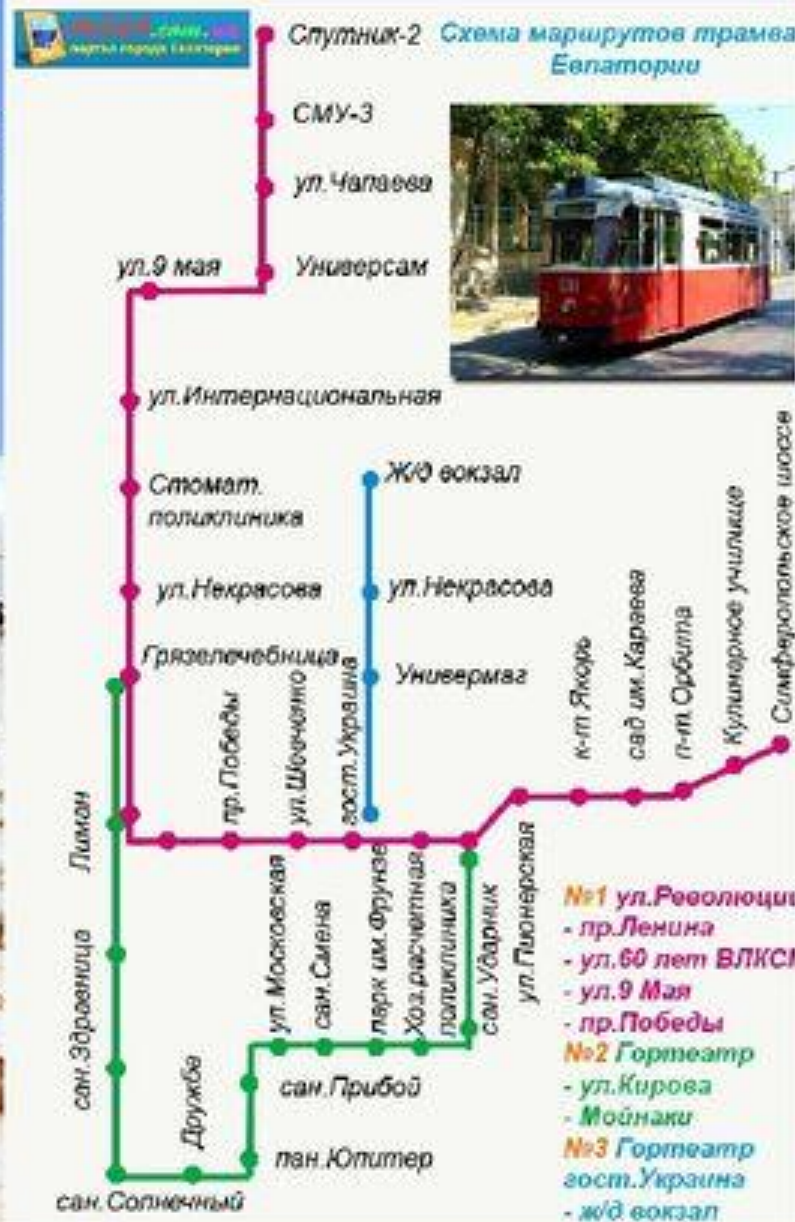 портал города Евпатория
Схема маршрутов трамва
Евпатории
Спутник-2
СМУ-3
ул.Чапаева
Универсам
ул.9 мая
ул.Интернациональная
Стомат.
поликлиника
ул.Некрасова
Грязелечебница
Ж/д вокзал
ул.Некрасова
Универмаг
пр.Победы
ул.Шевченко
гост.Украина
к-т Якорь
сад им.Караева
п-т.Орбита
Кулинарное училище
Симферопольское шоссе
Лиман
сан.Здравница
сан.Солнечный
Дружба
пан.Юпитер
сан.Прибой
ул.Московская
сан.Смена
парк им.Фрунзе
Хоз.расчетная
поликлиника
сан.Ударник
ул.Пионерская
№1 ул.Революции
- пр.Ленина
- ул.60 лет ВЛКСМ
- ул.9 Мая
- пр.Победы
№2 Гортеатр
- ул.Кирова
- Мойнаки
№3 Гортеатр
гост.Украина
- ж/д вокзал